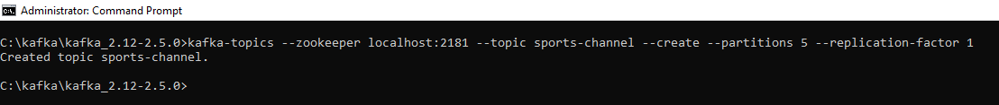 Administrator: Command Prompt
C:\kafka\kafka_2.12-2.5.0>kafka-topics --zookeeper localhost:2181 --topic sports-channel --create --partitions 5 --replication-factor 1
Created topic sports-channel.
C:\kafka\kafka_2.12-2.5.0>